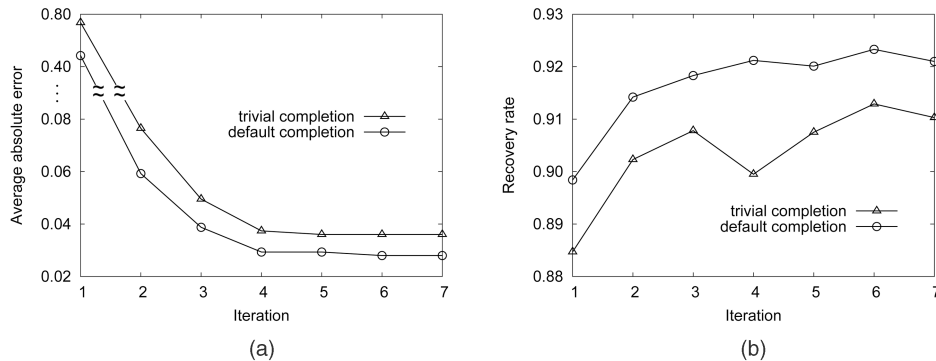 0.80
0.40
⋮
0.08
0.06
0.04
0.02
Average absolute error
≈ ≈
trivial completion
default completion
1 2 3 4 5 6 7
Iteration
(a)
0.93
0.92
0.91
0.90
0.89
0.88
Recovery rate
trivial completion
default completion
1 2 3 4 5 6 7
Iteration
(b)